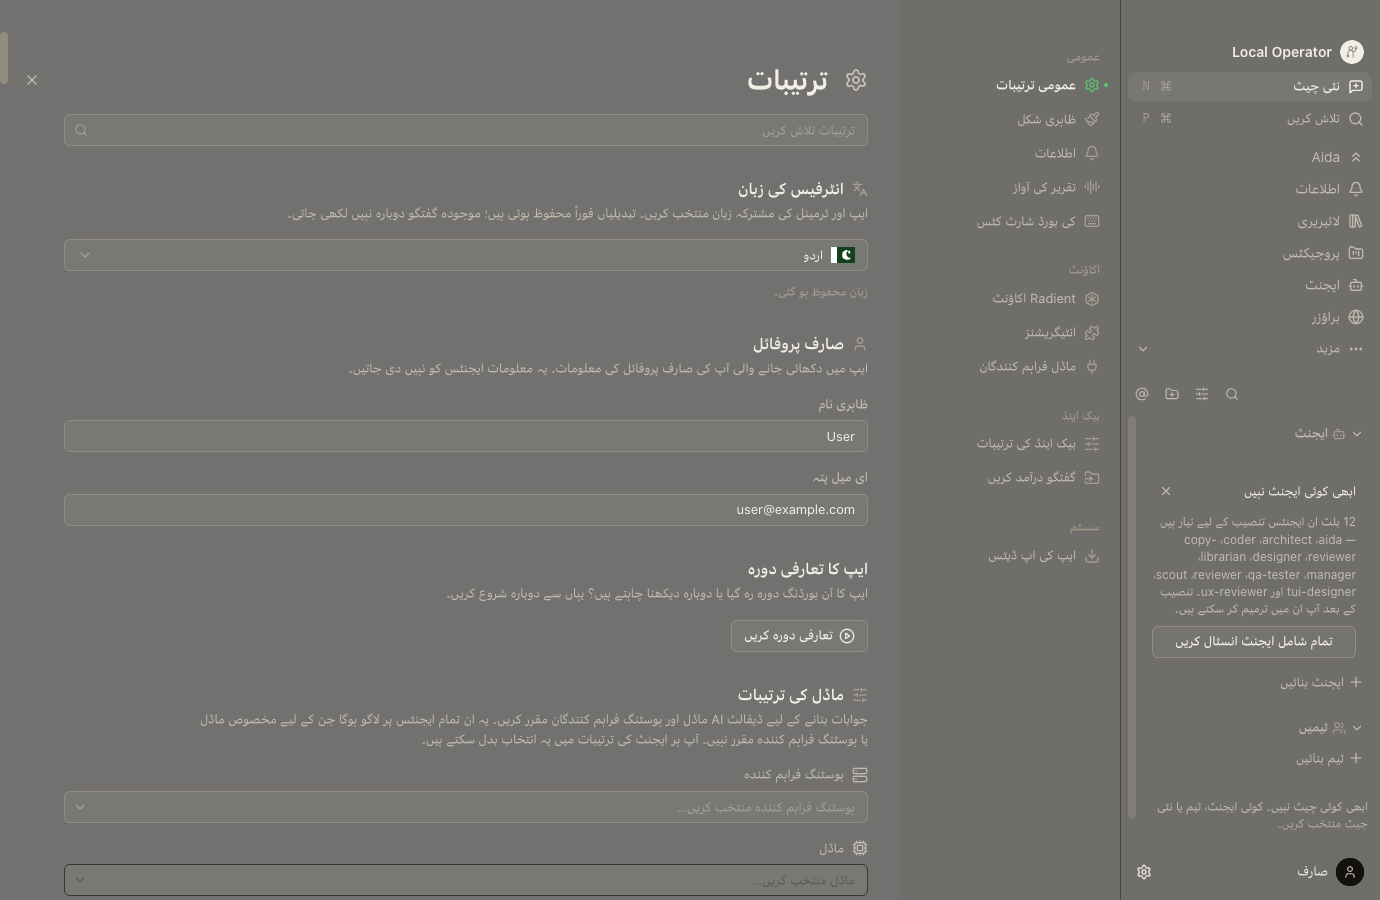 Local Operator
نئی چیٹ
⌘ N
تلاش کریں
⌘ P
Aida
اطلاعات
لائبریری
پروجیکٹس
ایجنٹ
براؤزر
مزید
ایجنٹ
ابھی کوئی ایجنٹ نہیں
12 بلٹ ان ایجنٹس تنصیب کے لیے تیار ہیں
— aida، architect، coder، copy-
reviewer، designer، librarian،
manager، qa-tester، reviewer، scout،
tui-designer اور ux-reviewer۔ تنصیب
کے بعد آپ ان میں ترمیم کر سکتے ہیں۔
تمام شامل ایجنٹ انسٹال کریں
ایجنٹ بنائیں
ٹیمیں
ٹیم بنائیں
ابھی کوئی چیٹ نہیں۔ کوئی ایجنٹ، ٹیم یا نئی
چیٹ منتخب کریں۔
صارف
عمومی
عمومی ترتیبات
ظاہری شکل
اطلاعات
تقریر کی آواز
کی بورڈ شارٹ کٹس
اکاؤنٹ
Radient اکاؤنٹ
انٹیگریشنز
ماڈل فراہم کنندگان
بیک اینڈ
بیک اینڈ کی ترتیبات
گفتگو درآمد کریں
سسٹم
ایپ کی اپ ڈیٹس
ترتیبات
ترتیبات تلاش کریں
انٹرفیس کی زبان
ایپ اور ٹرمینل کی مشترکہ زبان منتخب کریں۔ تبدیلیاں فوراً محفوظ ہوتی ہیں؛ موجودہ گفتگو دوبارہ نہیں لکھی جاتی۔
اردو
زبان محفوظ ہو گئی۔
صارف پروفائل
ایپ میں دکھائی جانے والی آپ کی صارف پروفائل کی معلومات۔ یہ معلومات ایجنٹس کو نہیں دی جاتیں۔
ظاہری نام
User
ای میل پتہ
user@example.com
ایپ کا تعارفی دورہ
ایپ کا آن بورڈنگ دورہ رہ گیا یا دوبارہ دیکھنا چاہتے ہیں؟ یہاں سے دوبارہ شروع کریں۔
تعارفی دورہ کریں
ماڈل کی ترتیبات
جوابات بنانے کے لیے ڈیفالٹ AI ماڈل اور ہوسٹنگ فراہم کنندگان مقرر کریں۔ یہ ان تمام ایجنٹس پر لاگو ہوگا جن کے لیے مخصوص ماڈل
یا ہوسٹنگ فراہم کنندہ مقرر نہیں۔ آپ ہر ایجنٹ کی ترتیبات میں یہ انتخاب بدل سکتے ہیں۔
ہوسٹنگ فراہم کنندہ
ہوسٹنگ فراہم کنندہ منتخب کریں...
ماڈل
ماڈل منتخب کریں...